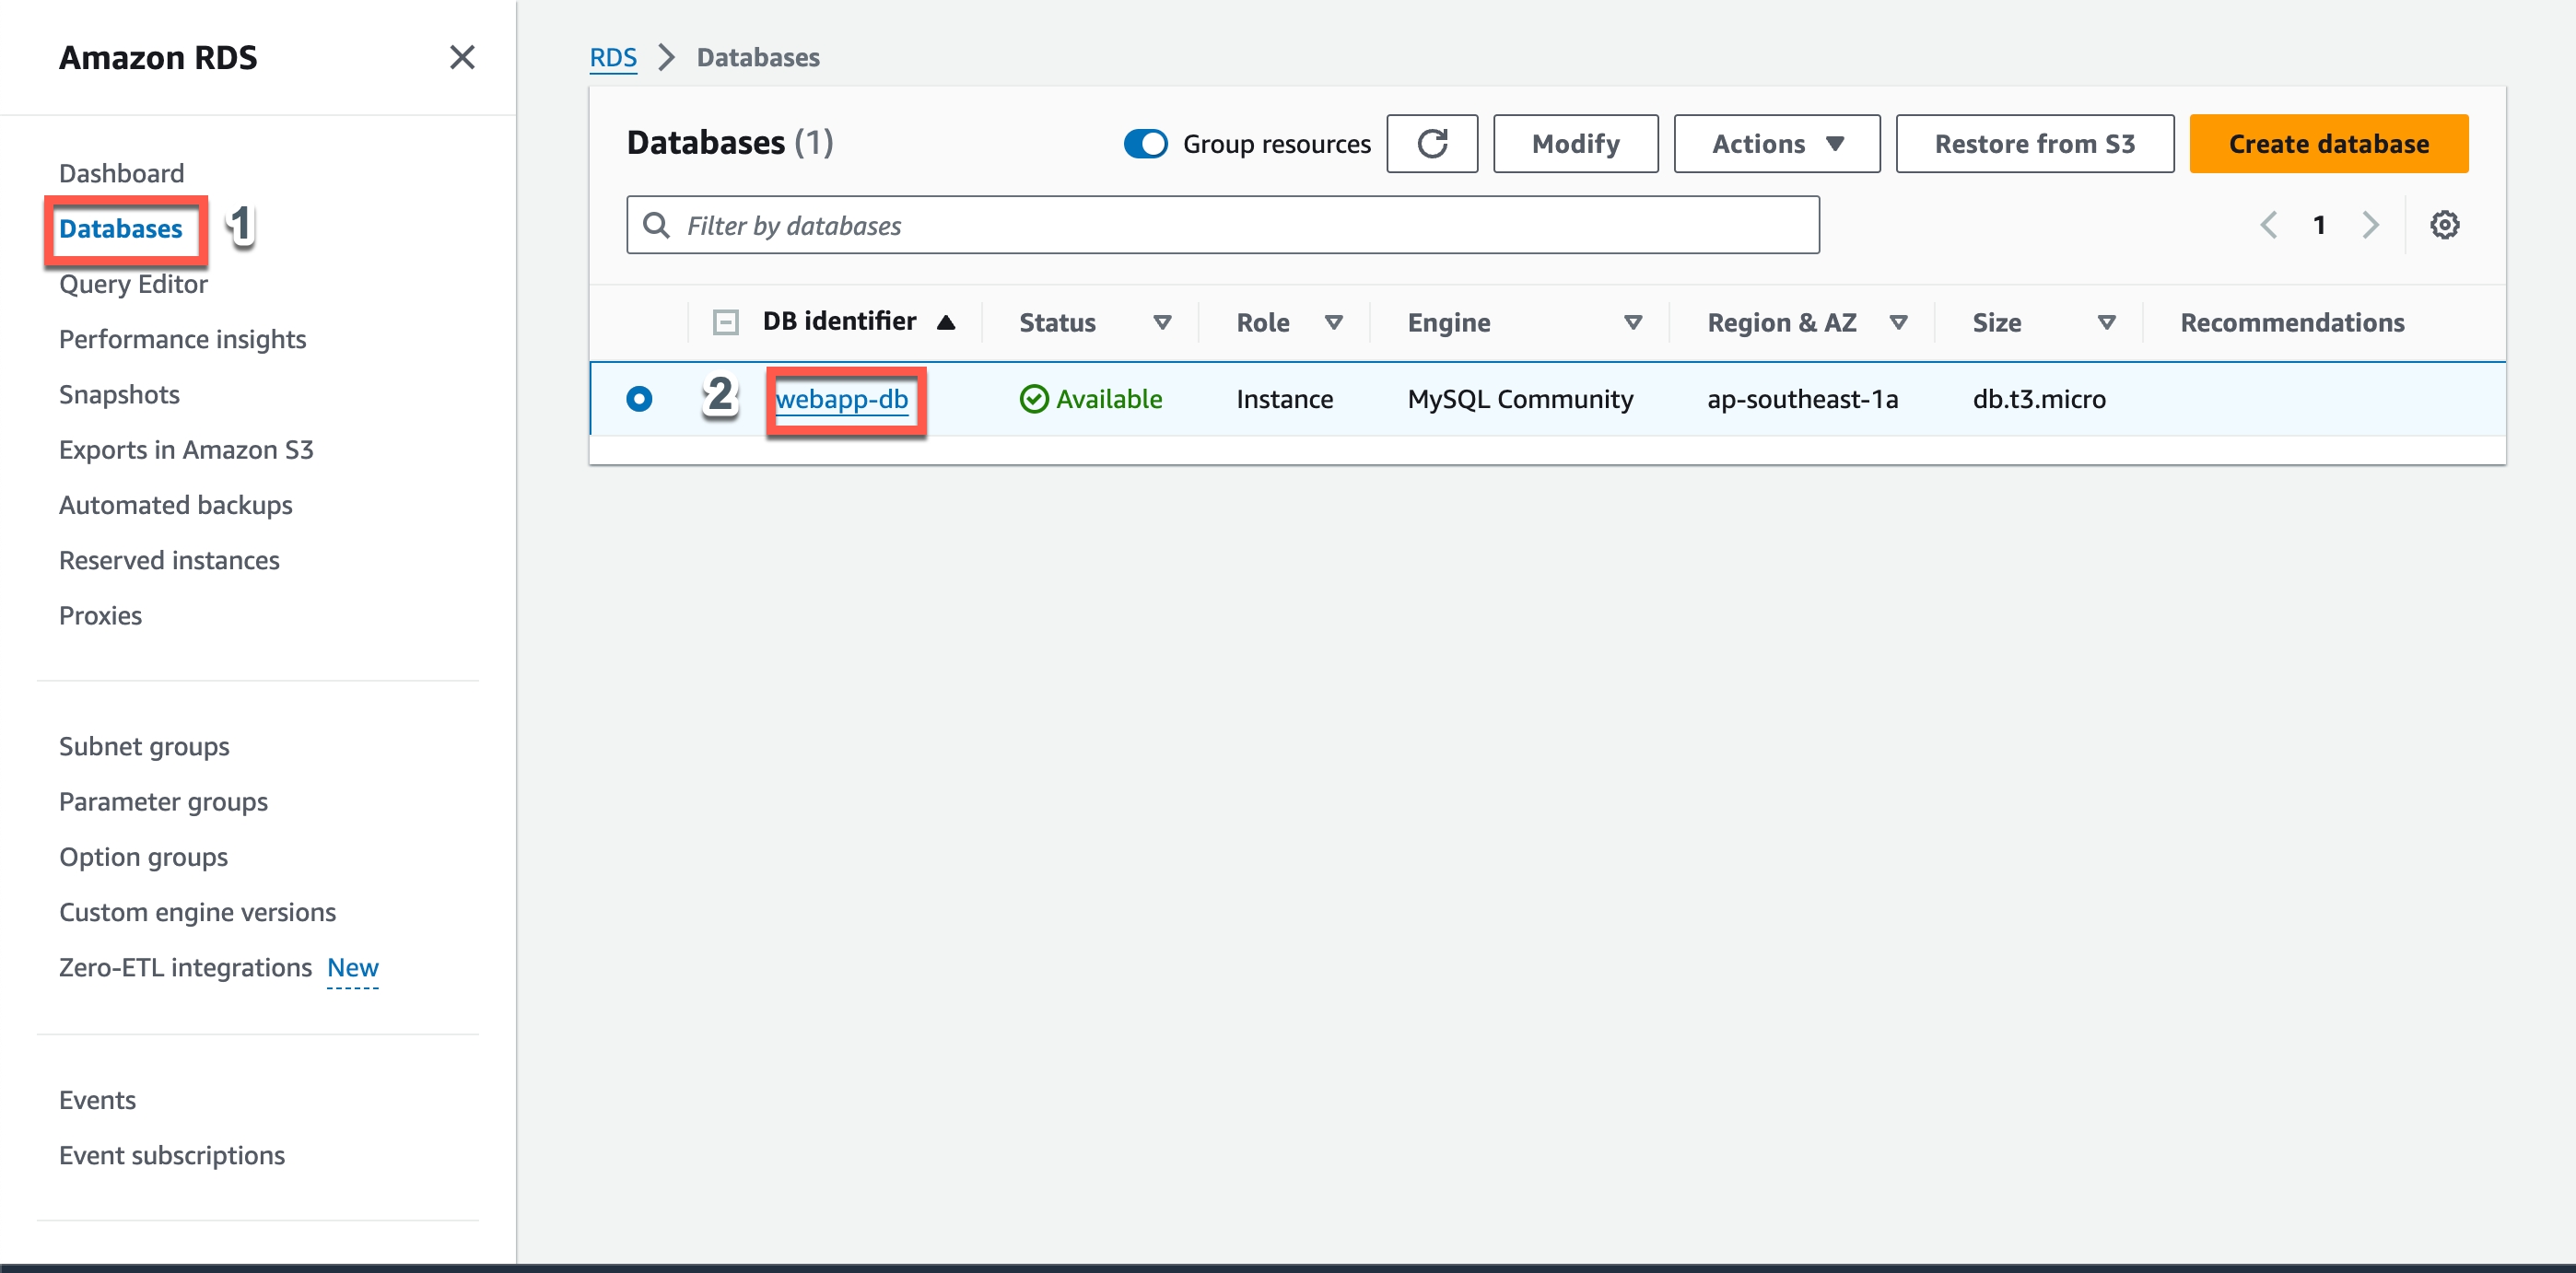 Amazon RDS
Dashboard
Databases 1
Query Editor
Performance insights
Snapshots
Exports in Amazon S3
Automated backups
Reserved instances
Proxies
Subnet groups
Parameter groups
Option groups
Custom engine versions
Zero-ETL integrations New
Events
Event subscriptions
RDS > Databases
Databases (1) Group resources Modify Actions Restore from S3 Create database
Filter by databases 1
DB identifier Status Role Engine Region & AZ Size Recommendations
2 webapp-db Available Instance MySQL Community ap-southeast-1a db.t3.micro